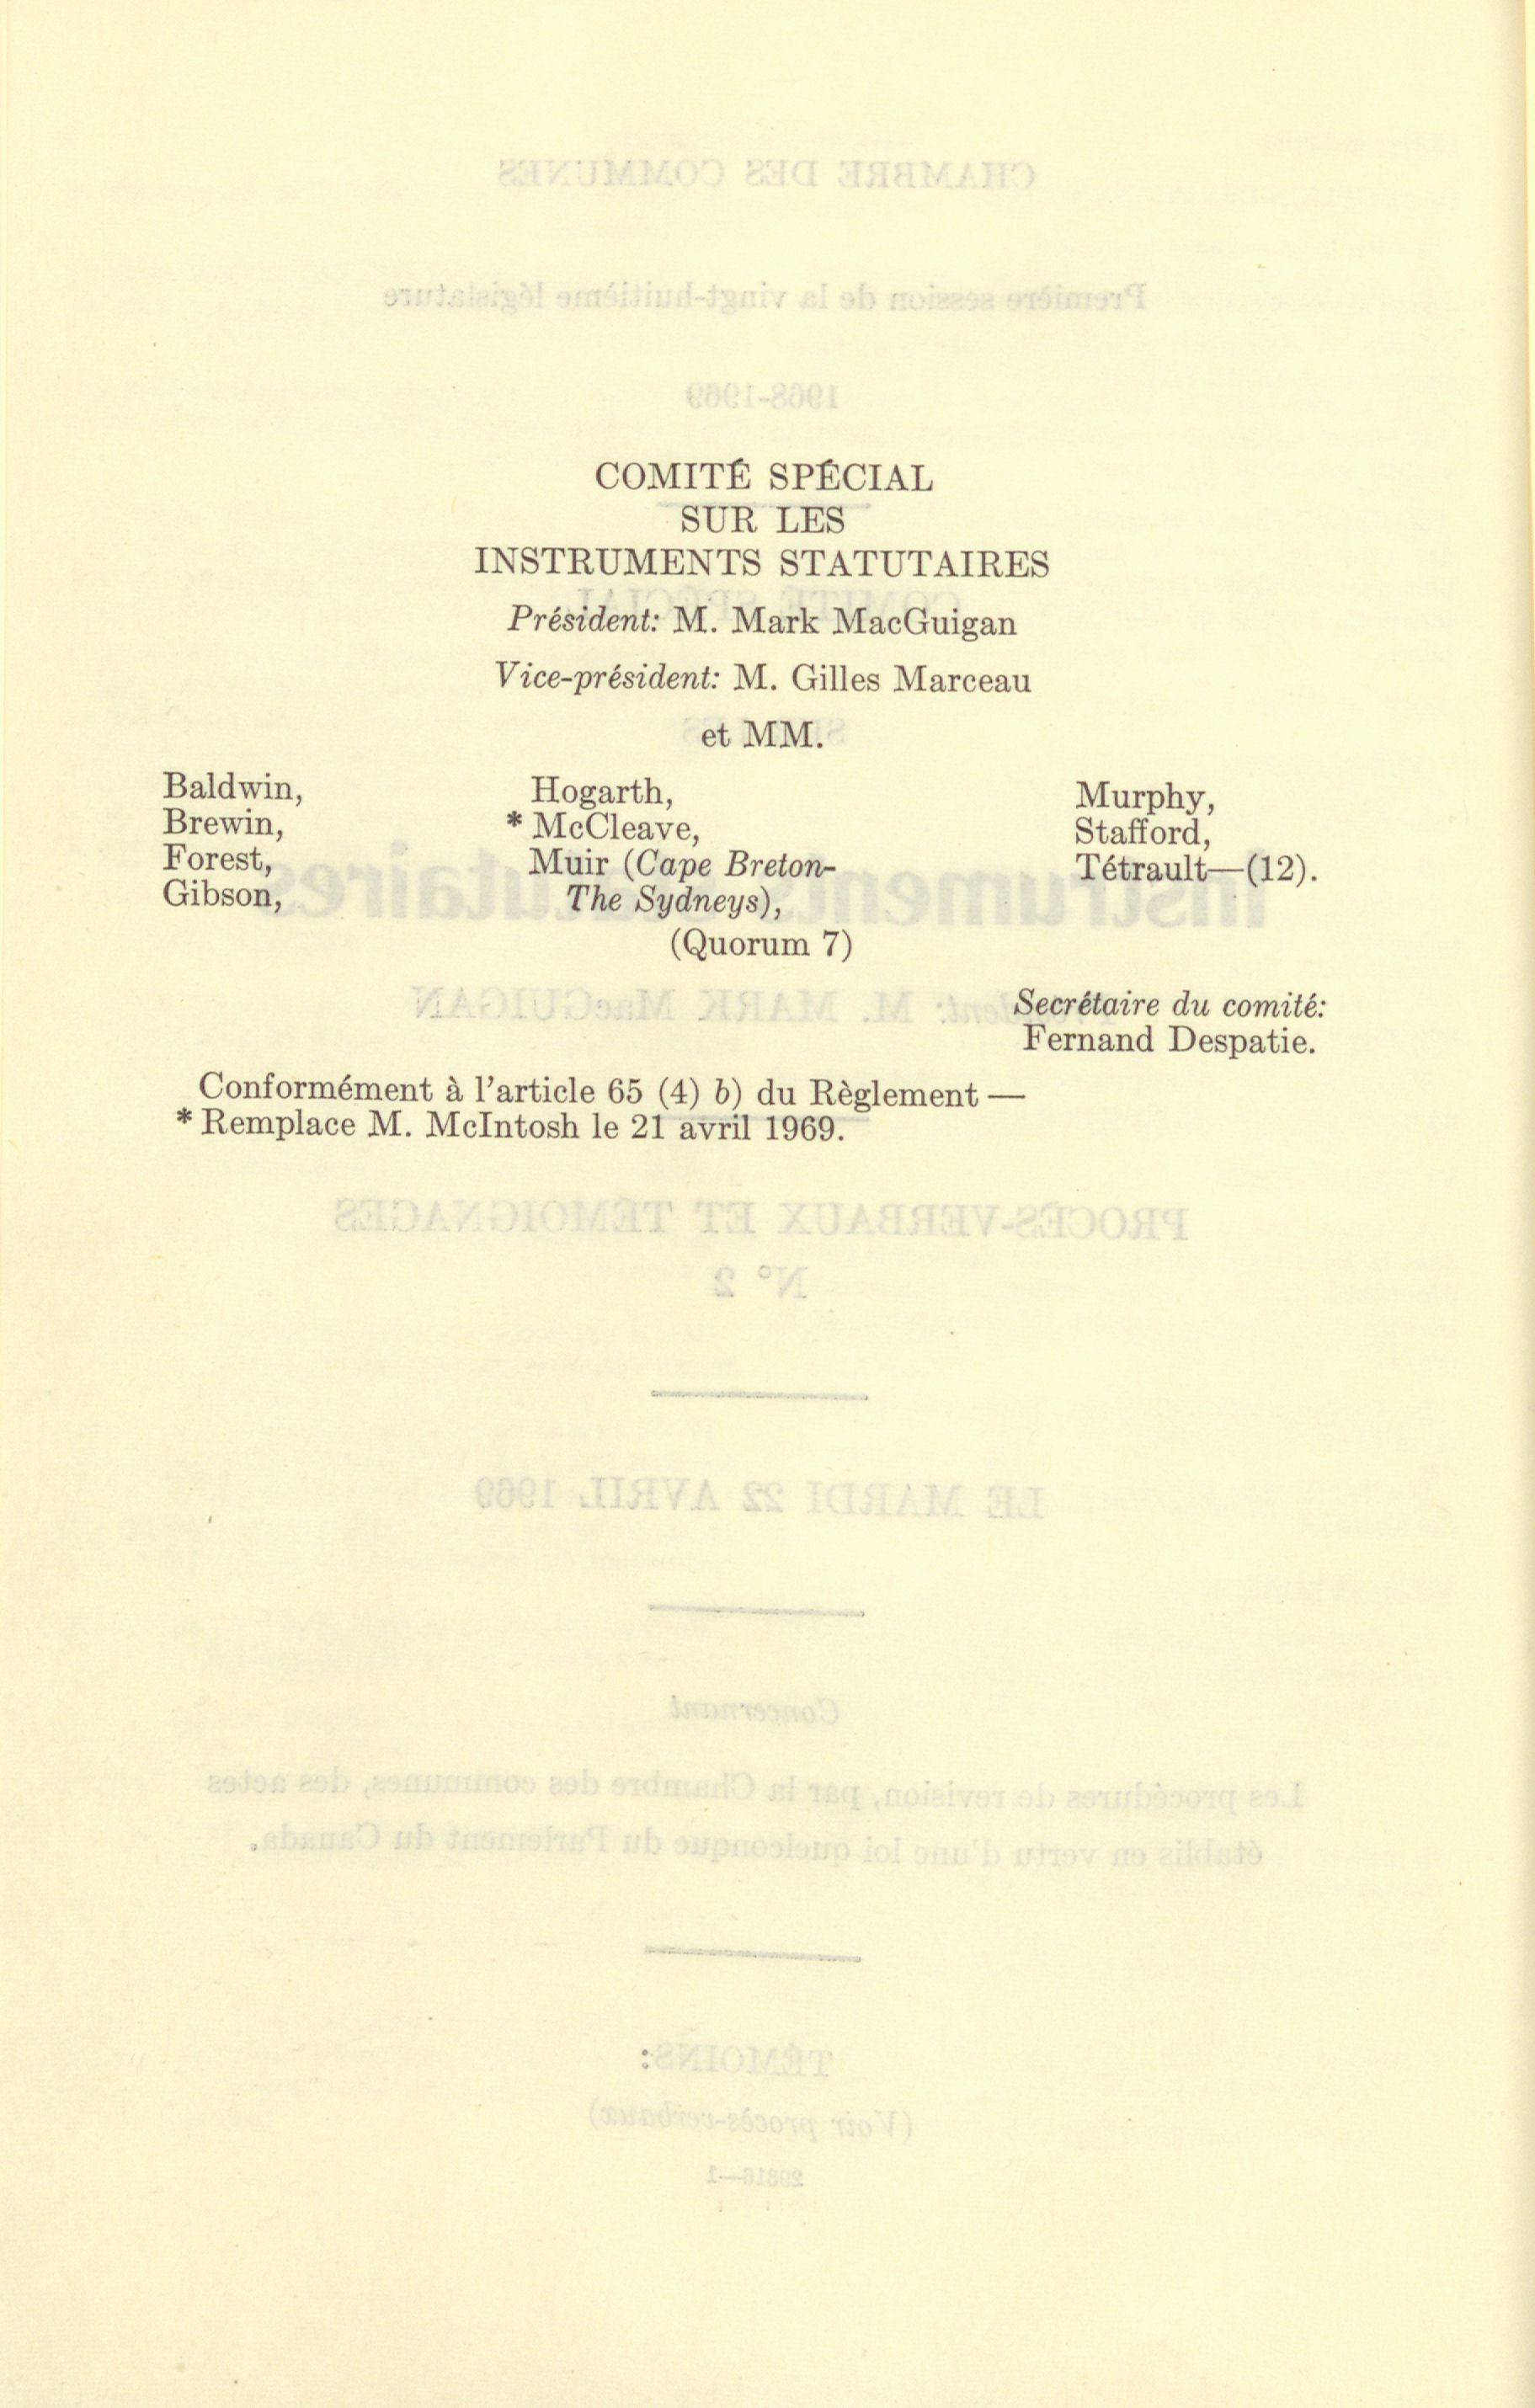 COMITÉ SPÉCIAL
SUR LES
INSTRUMENTS STATUTAIRES
Président: M. Mark MacGuigan
Vice-président: M. Gilles Marceau
et MM.
Baldwin,
Brewin,
Forest,
Gibson,
Hogarth,
* McCleave,
Muir (Cape Breton-
The Sydneys),
Murphy,
Stafford,
Tétrault—(12).
(Quorum 7)
Secrétaire du comité:
Fernand Despatie.
Conformément à l'article 65 (4) b) du Règlement —
* Remplace M. McIntosh le 21 avril 1969.